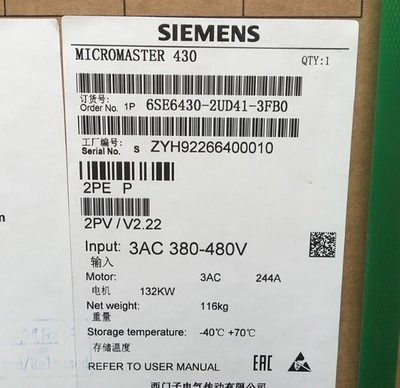 SIEMENS
MICROMASTER 430
QTY:1
订货号:
Order No. 1P 6SE6430-2UD41-3FB0
工厂编号:
Serial No. S ZYH92266400010
2PE P
2PV/V2.22
Input: 3AC 380-480V
输入
Motor: 3AC 244A
电机 132KW
Net weight: 116kg
重量
Storage temperature: -40℃ +70℃
存储温度
REFER TO USER MANUAL
EAC
西门子电气传动有限公司